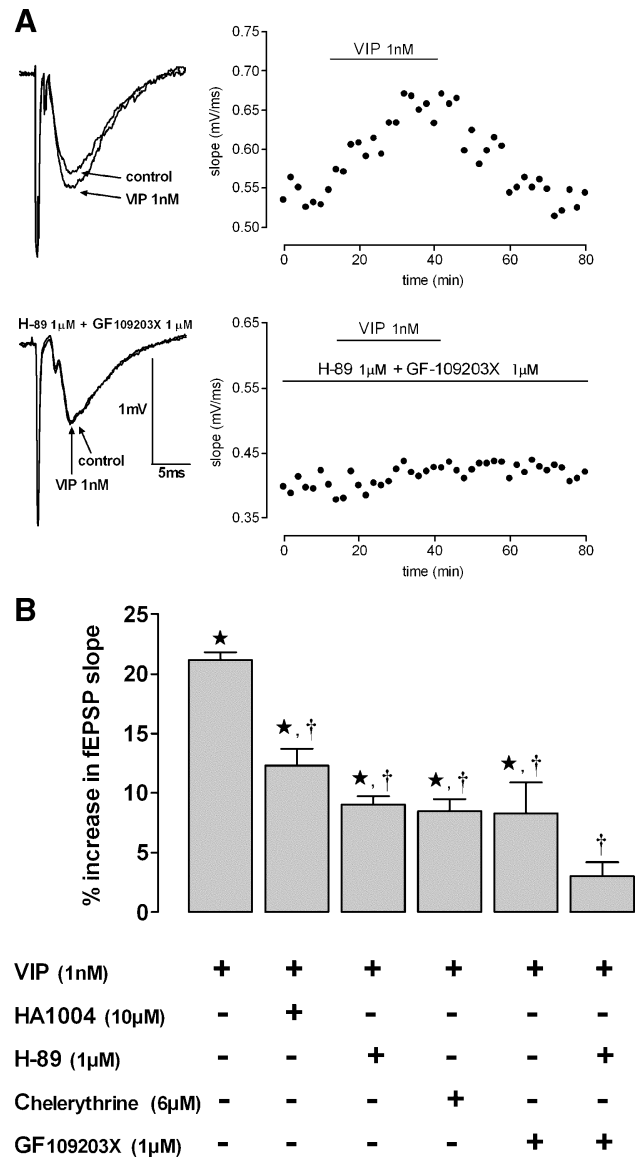 A
control
VIP 1nM
0.75
0.70
0.65
0.60
0.55
0.50
slope (mV/ms)
VIP 1nM
0 20 40 60 80
time (min)
H-89 1μM + GF109203X 1μM
1mV
5ms
control
VIP 1nM
0.65
0.55
0.45
0.35
slope (mV/ms)
VIP 1nM
H-89 1μM + GF-109203X 1μM
0 20 40 60 80
time (min)
B
% increase in fEPSP slope
25
20
15
10
5
0
★
★, †
★, †
★, †
★, †
†
VIP (1nM) + + + + + +
HA1004 (10μM) - + - - - -
H-89 (1μM) - - + - - +
Chelerythrine (6μM) - - - + - -
GF109203X (1μM) - - - - + +